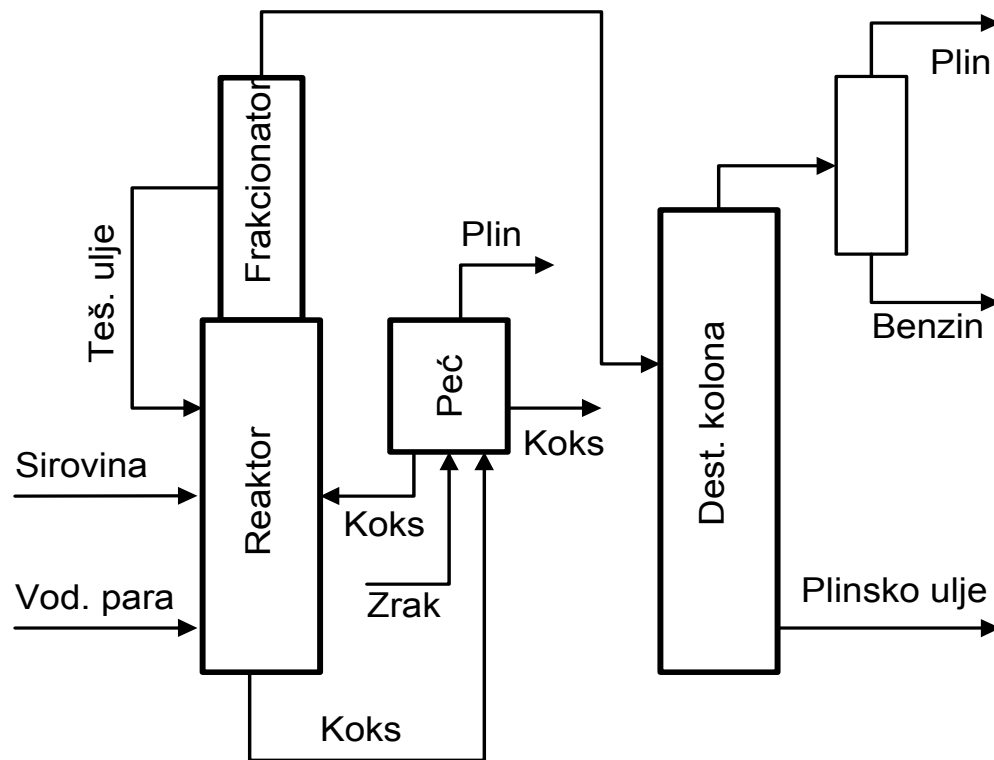 Plin
Frakcionator
Plin
Teš. ulje
Benzin
Peć
Koks
Sirovina
Reaktor
Koks
Dest. kolona
Vod. para
Zrak
Plinsko ulje
Koks